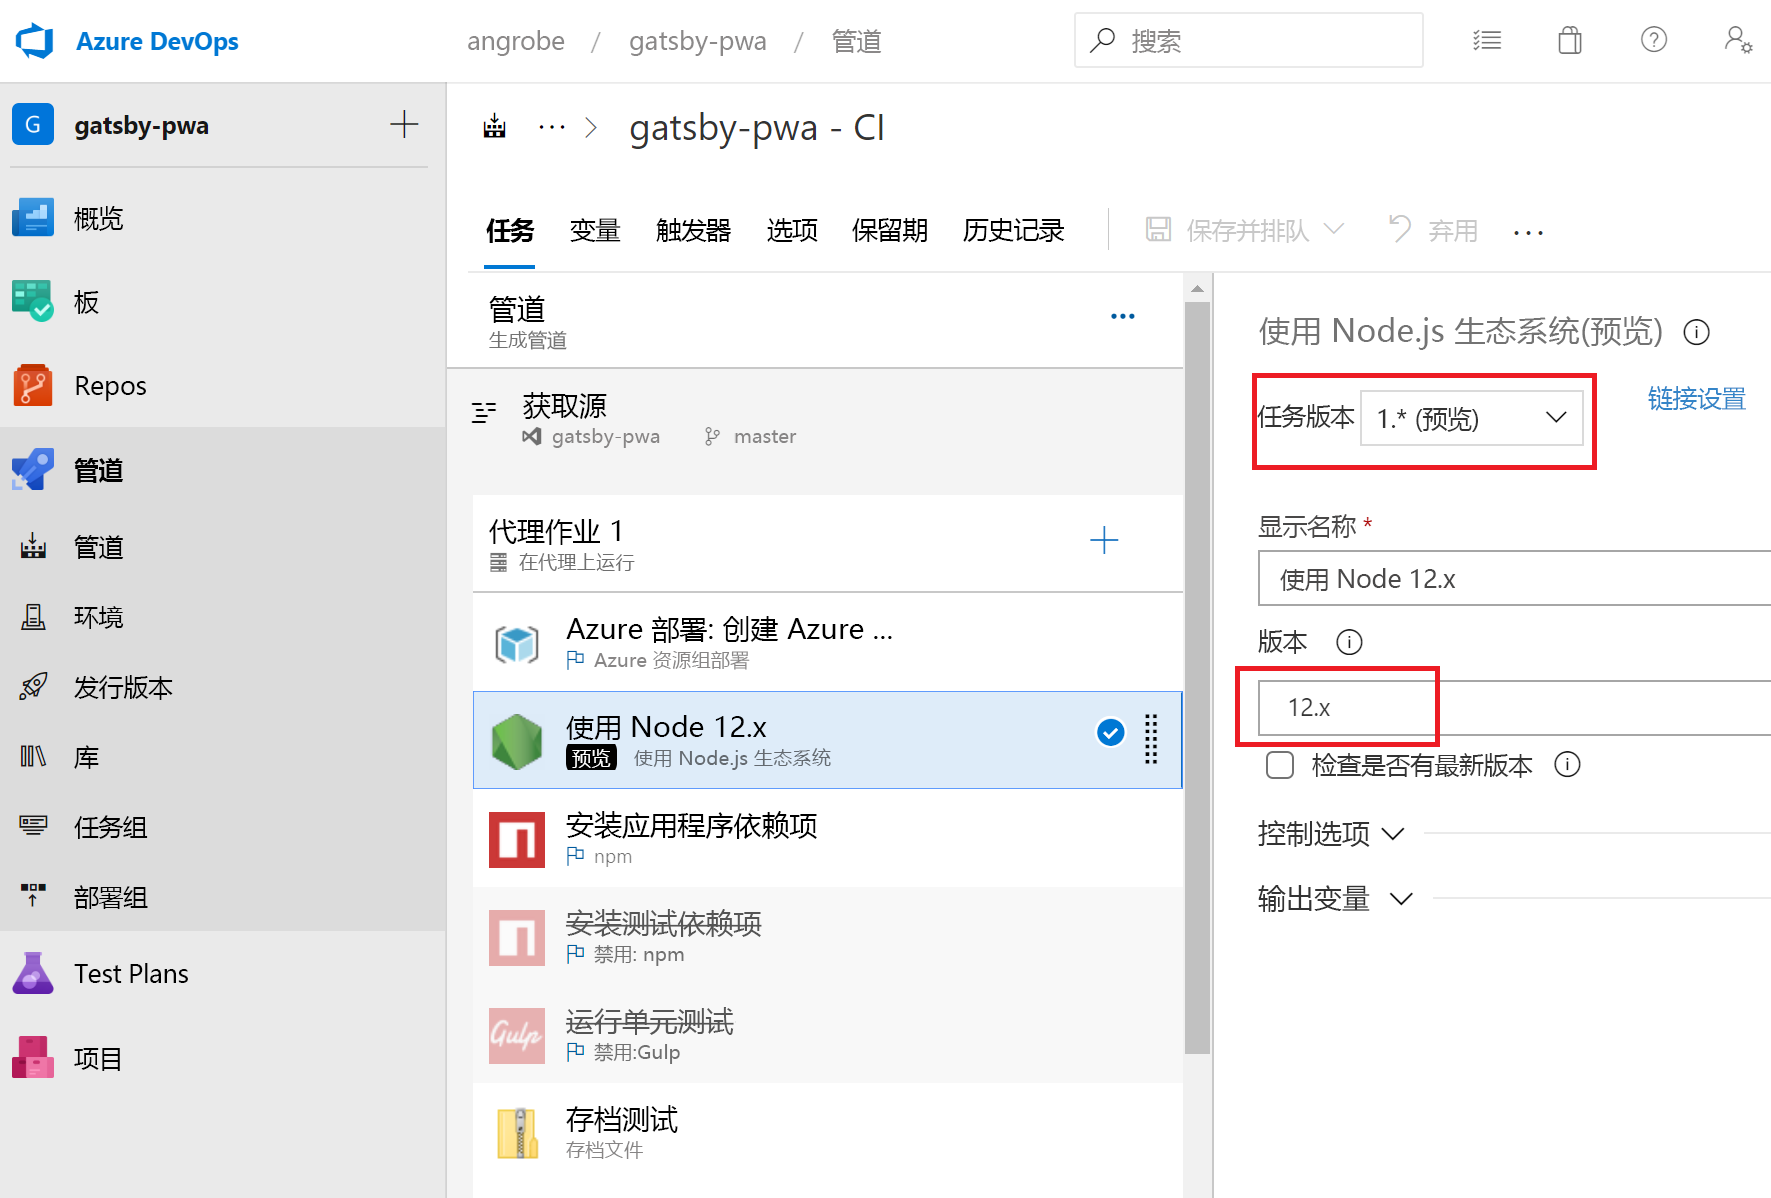 Azure DevOps
angrobe / gatsby-pwa / 管道
搜索
G gatsby-pwa
概览
板
Repos
管道
管道
环境
发行版本
库
任务组
部署组
Test Plans
项目
··· > gatsby-pwa - CI
任务 变量 触发器 选项 保留期 历史记录
保存并排队 弃用 ···
管道
生成管道
获取源
gatsby-pwa master
代理作业 1
在代理上运行
Azure 部署: 创建 Azure ...
Azure 资源组部署
使用 Node 12.x
预览 使用 Node.js 生态系统
安装应用程序依赖项
npm
安装测试依赖项
禁用: npm
Gulp
运行单元测试
禁用:Gulp
存档测试
存档文件
使用 Node.js 生态系统(预览)
任务版本 1.* (预览)
链接设置
显示名称 *
使用 Node 12.x
版本
12.x
检查是否有最新版本
控制选项
输出变量